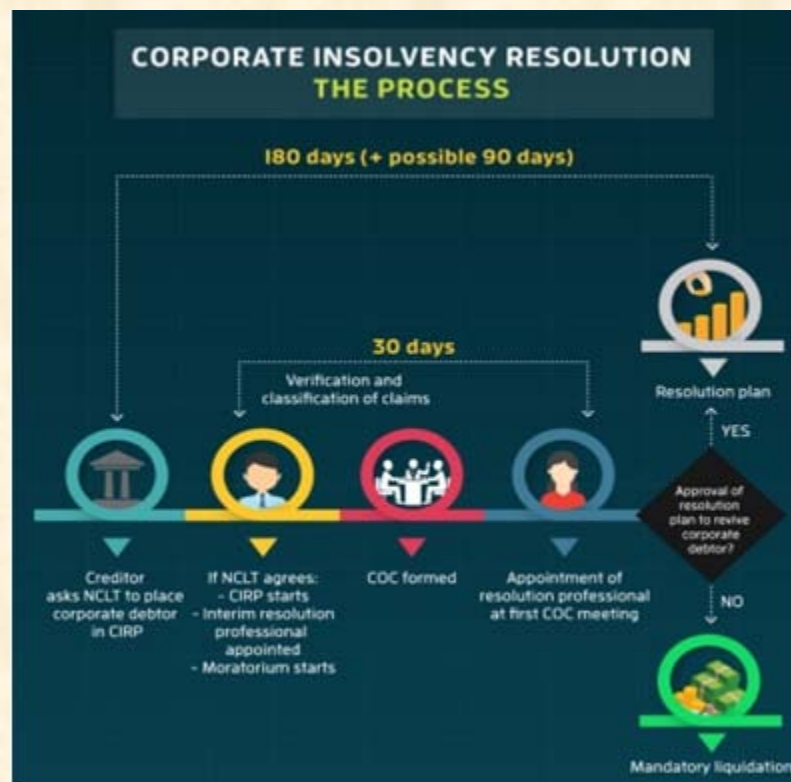 CORPORATE INSOLVENCY RESOLUTION
THE PROCESS
180 days (+ possible 90 days)
30 days
Verification and
classification of claims
Resolution plan
YES
Approval of
resolution
plan to revive
corporate
debtor?
NO
Creditor
asks NCLT to place
corporate debtor
in CIRP
If NCLT agrees:
- CIRP starts
- Interim resolution
professional
appointed
- Moratorium starts
COC formed
Appointment of
resolution professional
at first COC meeting
Mandatory liquidation